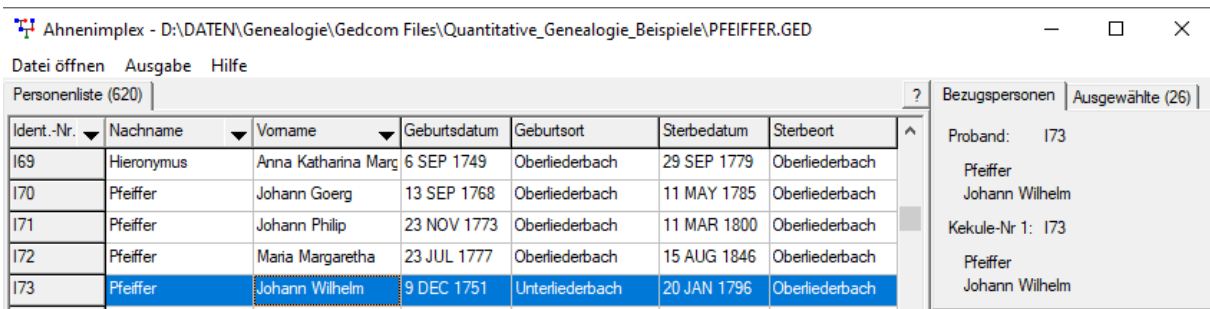 Ahnenimplex - D:\DATEN\Genealogie\Gedcom Files\Quantitative_Genealogie_Beispiele\PFEIFFER.GED
Datei öffnen Ausgabe Hilfe
Personenliste (620) ? Bezugspersonen Ausgewählte (26)
Ident.-Nr. Nachname Vorname Geburtsdatum Geburtsort Sterbedatum Sterbeort
I69 Hieronymus Anna Katharina Marg 6 SEP 1749 Oberliederbach 29 SEP 1779 Oberliederbach
I70 Pfeiffer Johann Goerg 13 SEP 1768 Oberliederbach 11 MAY 1785 Oberliederbach
I71 Pfeiffer Johann Philip 23 NOV 1773 Oberliederbach 11 MAR 1800 Oberliederbach
I72 Pfeiffer Maria Margaretha 23 JUL 1777 Oberliederbach 15 AUG 1846 Oberliederbach
I73 Pfeiffer Johann Wilhelm 9 DEC 1751 Unterliederbach 20 JAN 1796 Oberliederbach
Proband: I73
Pfeiffer
Johann Wilhelm
Kekule-Nr 1: I73
Pfeiffer
Johann Wilhelm